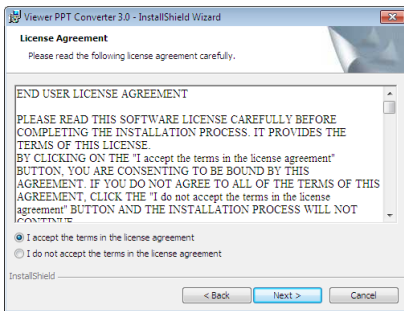 Viewer PPT Converter 3.0 - InstallShield Wizard
License Agreement
Please read the following license agreement carefully.
END USER LICENSE AGREEMENT
PLEASE READ THIS SOFTWARE LICENSE CAREFULLY BEFORE
COMPLETING THE INSTALLATION PROCESS. IT PROVIDES THE
TERMS OF THIS LICENSE.
BY CLICKING ON THE "I accept the terms in the license agreement"
BUTTON, YOU ARE CONSENTING TO BE BOUND BY THIS
AGREEMENT. IF YOU DO NOT AGREE TO ALL OF THE TERMS OF THIS
AGREEMENT, CLICK THE "I do not accept the terms in the license
agreement" BUTTON AND THE INSTALLATION PROCESS WILL NOT
CONTINUE
I accept the terms in the license agreement
I do not accept the terms in the license agreement
InstallShield
< Back
Next >
Cancel